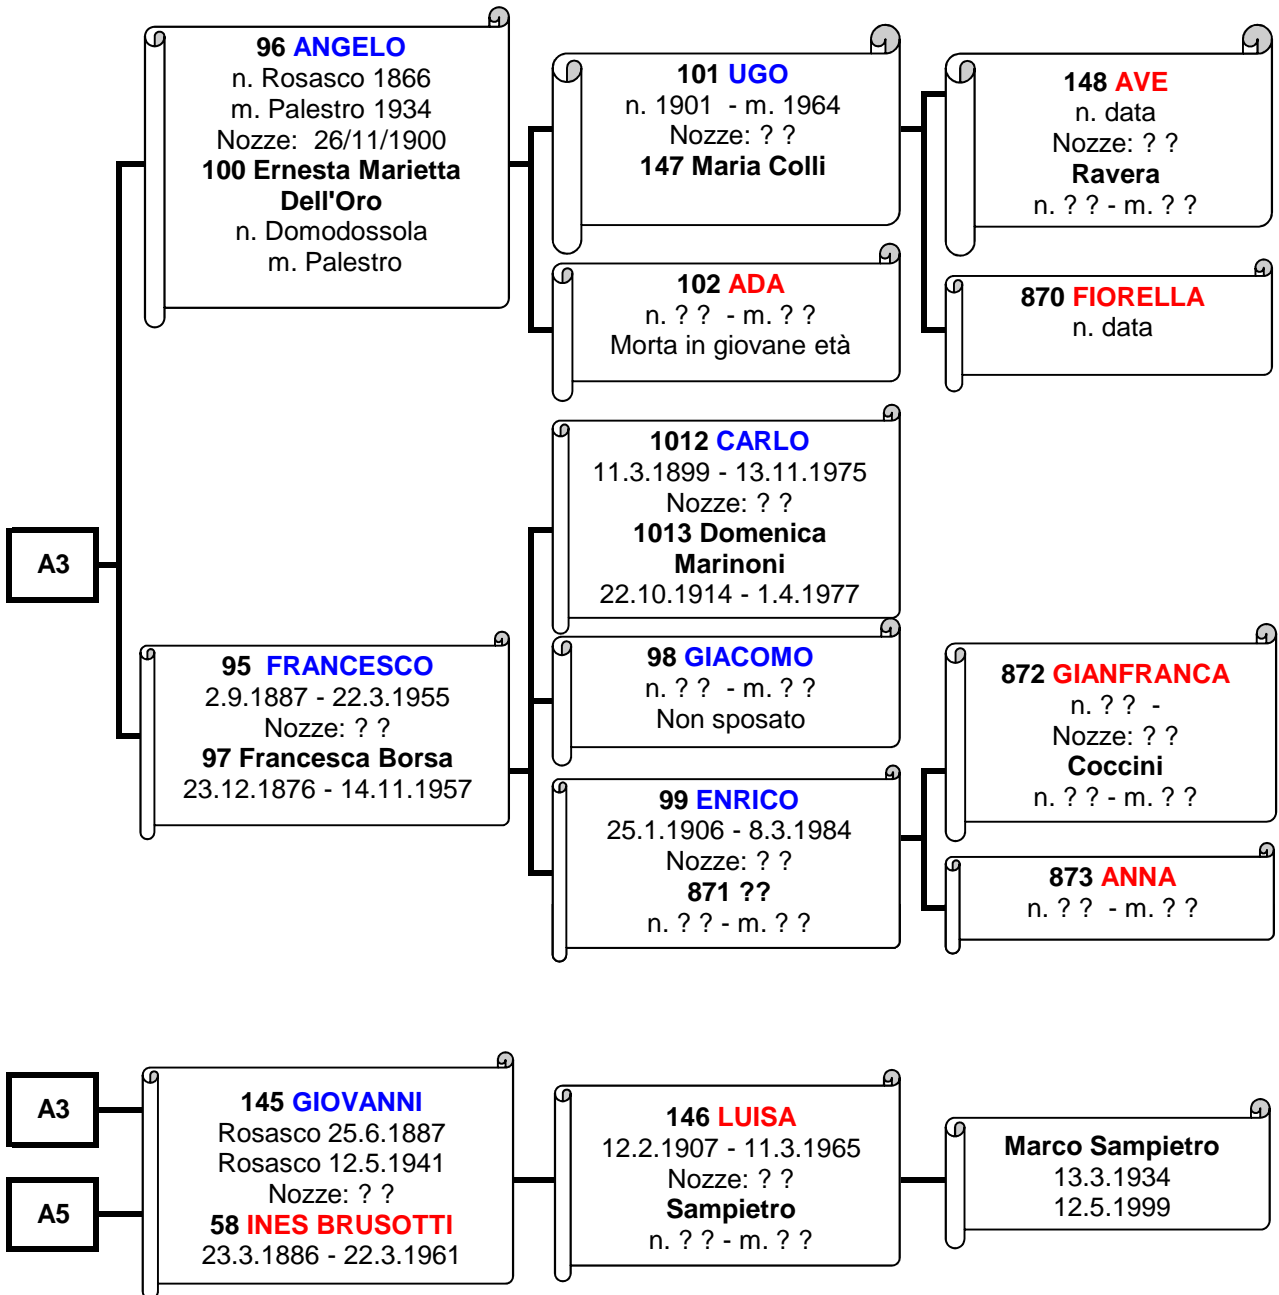 96 ANGELO
n. Rosasco 1866
m. Palestro 1934
Nozze: 26/11/1900
100 Ernesta Marietta
Dell'Oro
n. Domodossola
m. Palestro
101 UGO
n. 1901 - m. 1964
Nozze: ? ?
147 Maria Colli
148 AVE
n. data
Nozze: ? ?
Ravera
n. ? ? - m. ? ?
102 ADA
n. ? ? - m. ? ?
Morta in giovane età
870 FIORELLA
n. data
A3
1012 CARLO
11.3.1899 - 13.11.1975
Nozze: ? ?
1013 Domenica
Marinoni
22.10.1914 - 1.4.1977
95 FRANCESCO
2.9.1887 - 22.3.1955
Nozze: ? ?
97 Francesca Borsa
23.12.1876 - 14.11.1957
98 GIACOMO
n. ? ? - m. ? ?
Non sposato
99 ENRICO
25.1.1906 - 8.3.1984
Nozze: ? ?
871 ??
n. ? ? - m. ? ?
872 GIANFRANCA
n. ? ? -
Nozze: ? ?
Coccini
n. ? ? - m. ? ?
873 ANNA
n. ? ? - m. ? ?
A3
A5
145 GIOVANNI
Rosasco 25.6.1887
Rosasco 12.5.1941
Nozze: ? ?
58 INES BRUSOTTI
23.3.1886 - 22.3.1961
146 LUISA
12.2.1907 - 11.3.1965
Nozze: ? ?
Sampietro
n. ? ? - m. ? ?
Marco Sampietro
13.3.1934
12.5.1999